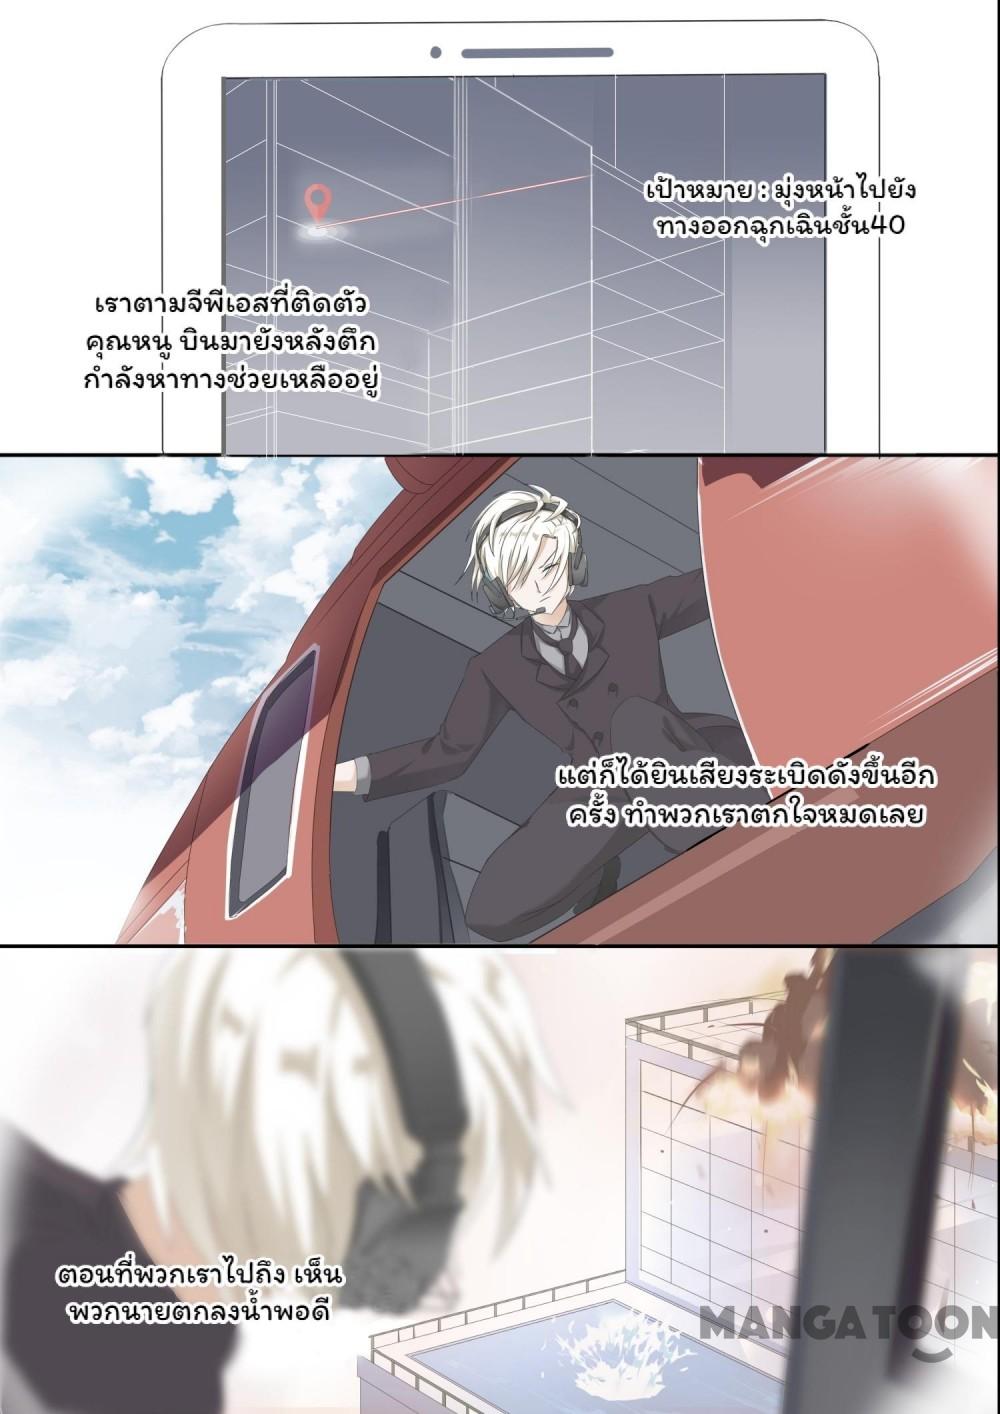 เป้าหมาย : มุ่งหน้าไปยัง
ทางออกฉุกเฉินชั้น40
เราตามจีพีเอสที่ติดตัว
คุณหนู บินมายังหลังตึก
กำลังหาทางช่วยเหลืออยู่
แต่ก็ได้ยินเสียงระเบิดดังขึ้นอีก
ครั้ง ทำพวกเราตกใจหมดเลย
ตอนที่พวกเราไปถึง เห็น
พวกนายตกลงน้ำพอดี
MANGATOON